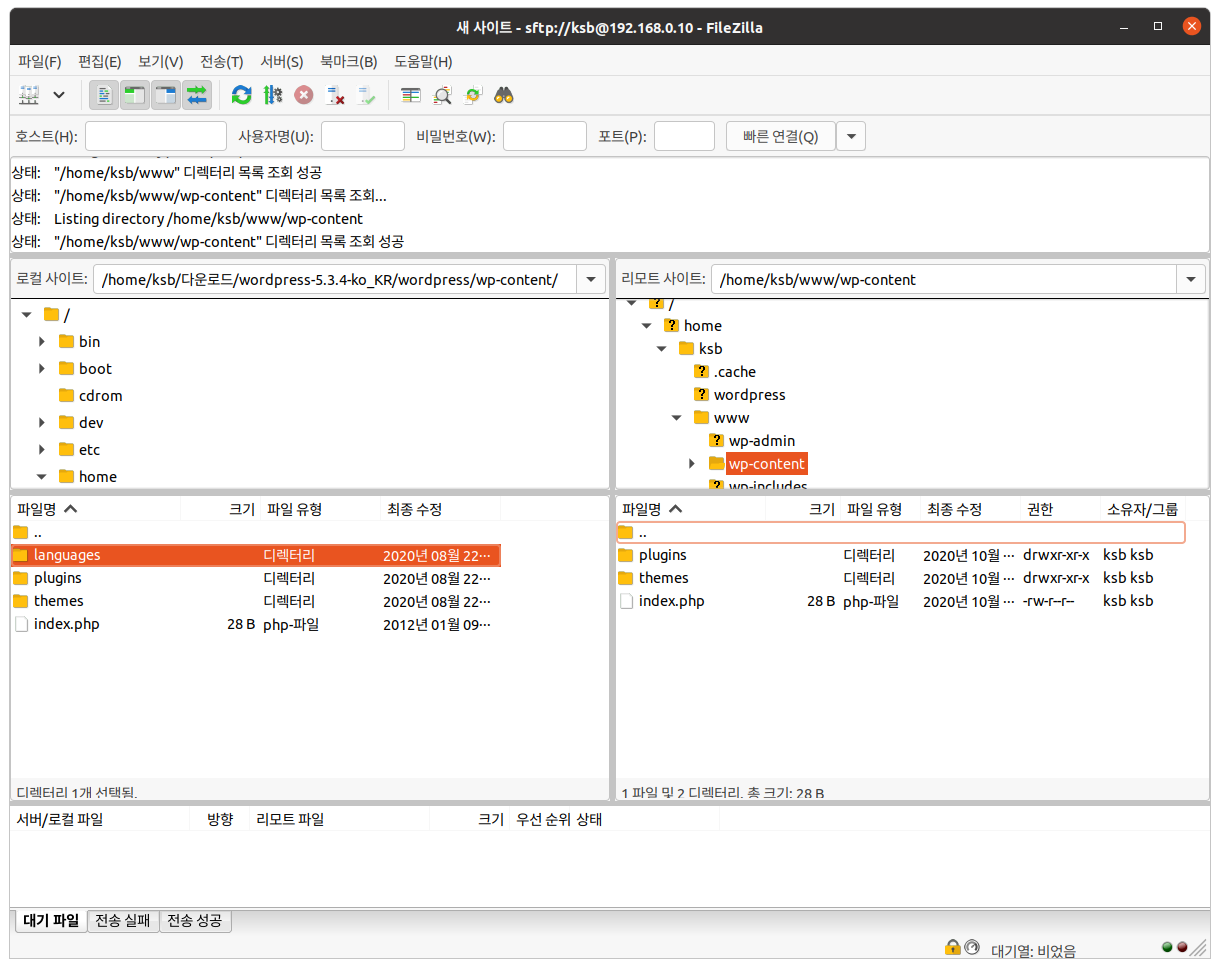 새 사이트 - sftp://ksb@192.168.0.10 - FileZilla
파일(F) 편집(E) 보기(V) 전송(T) 서버(S) 북마크(B) 도움말(H)
호스트(H): 사용자명(U): 비밀번호(W): 포트(P): 빠른 연결(Q)
상태: "/home/ksb/www" 디렉터리 목록 조회 성공
상태: "/home/ksb/www/wp-content" 디렉터리 목록 조회...
상태: Listing directory /home/ksb/www/wp-content
상태: "/home/ksb/www/wp-content" 디렉터리 목록 조회 성공
로컬 사이트: /home/ksb/다운로드/wordpress-5.3.4-ko_KR/wordpress/wp-content/
/
bin
boot
cdrom
dev
etc
home
리모트 사이트: /home/ksb/www/wp-content
/
home
ksb
.cache
wordpress
www
wp-admin
wp-content
wp-includes
파일명 크기 파일 유형 최종 수정
..
languages 디렉터리 2020년 08월 22…
plugins 디렉터리 2020년 08월 22…
themes 디렉터리 2020년 08월 22…
index.php 28 B php-파일 2012년 01월 09…
디렉터리 1개 선택됨.
파일명 크기 파일 유형 최종 수정 권한 소유자/그룹
..
plugins 디렉터리 2020년 10월 … drwxr-xr-x ksb ksb
themes 디렉터리 2020년 10월 … drwxr-xr-x ksb ksb
index.php 28 B php-파일 2020년 10월 … -rw-r--r-- ksb ksb
1 파일 및 2 디렉터리. 총 크기: 28 B
서버/로컬 파일 방향 리모트 파일 크기 우선 순위 상태
대기 파일 전송 실패 전송 성공
대기열: 비었음